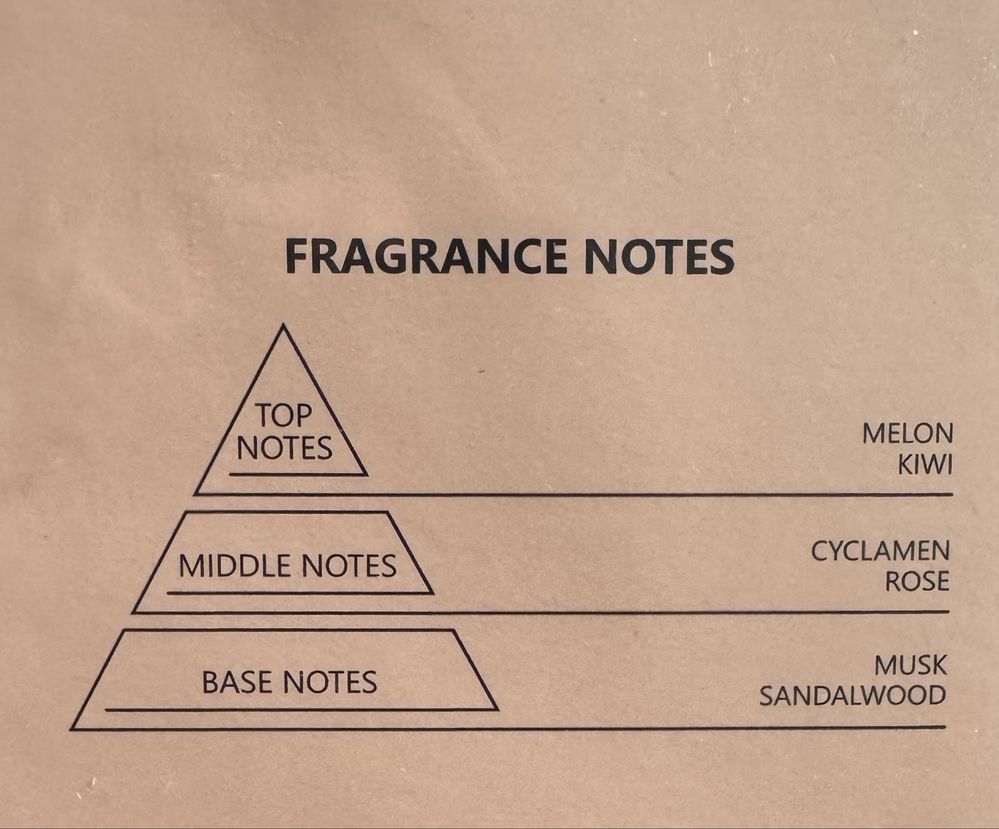 FRAGRANCE NOTES
TOP
NOTES
MELON
KIWI
MIDDLE NOTES
CYCLAMEN
ROSE
BASE NOTES
MUSK
SANDALWOOD